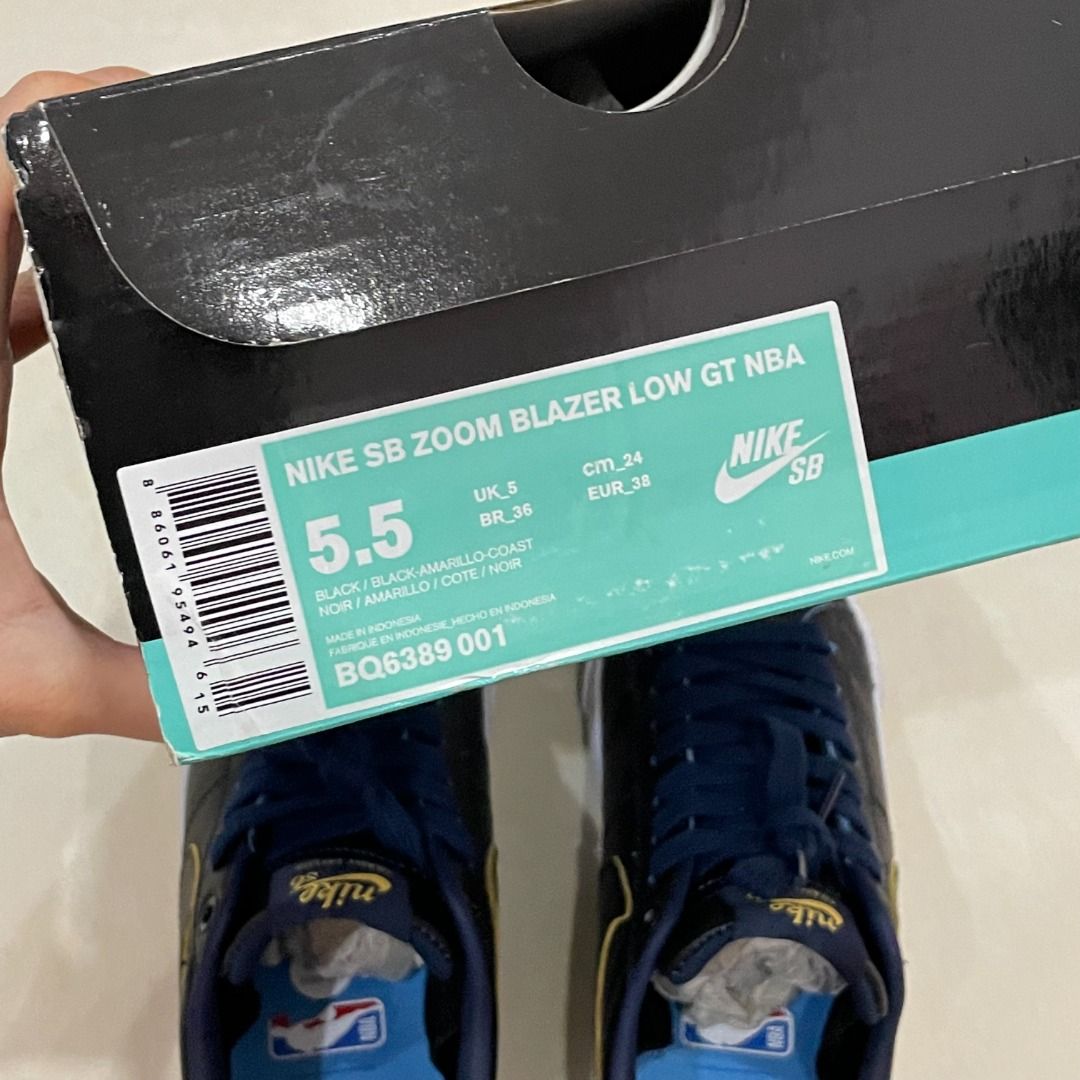 NIKE SB ZOOM BLAZER LOW GT NBA
5.5
UK_5
BR_36
cm_24
EUR_38
NIKE
SB
BLACK / BLACK-AMARILLO-COAST
NOIR / AMARILLO / COTE / NOIR
MADE IN INDONESIA
FABRIQUE EN INDONESIE_HECHO EN INDONESIA
BQ6389 001
NIKE.COM
8 86061 95494 6 15
nike
SB
nike
NBA
NBA